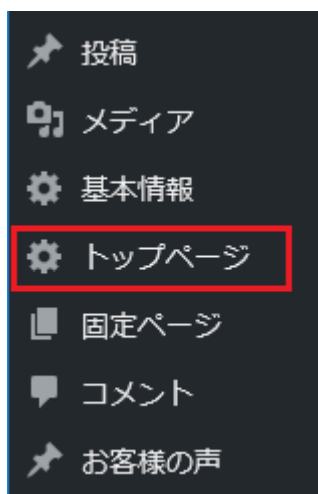 投稿
メディア
基本情報
トップページ
固定ページ
コメント
お客様の声